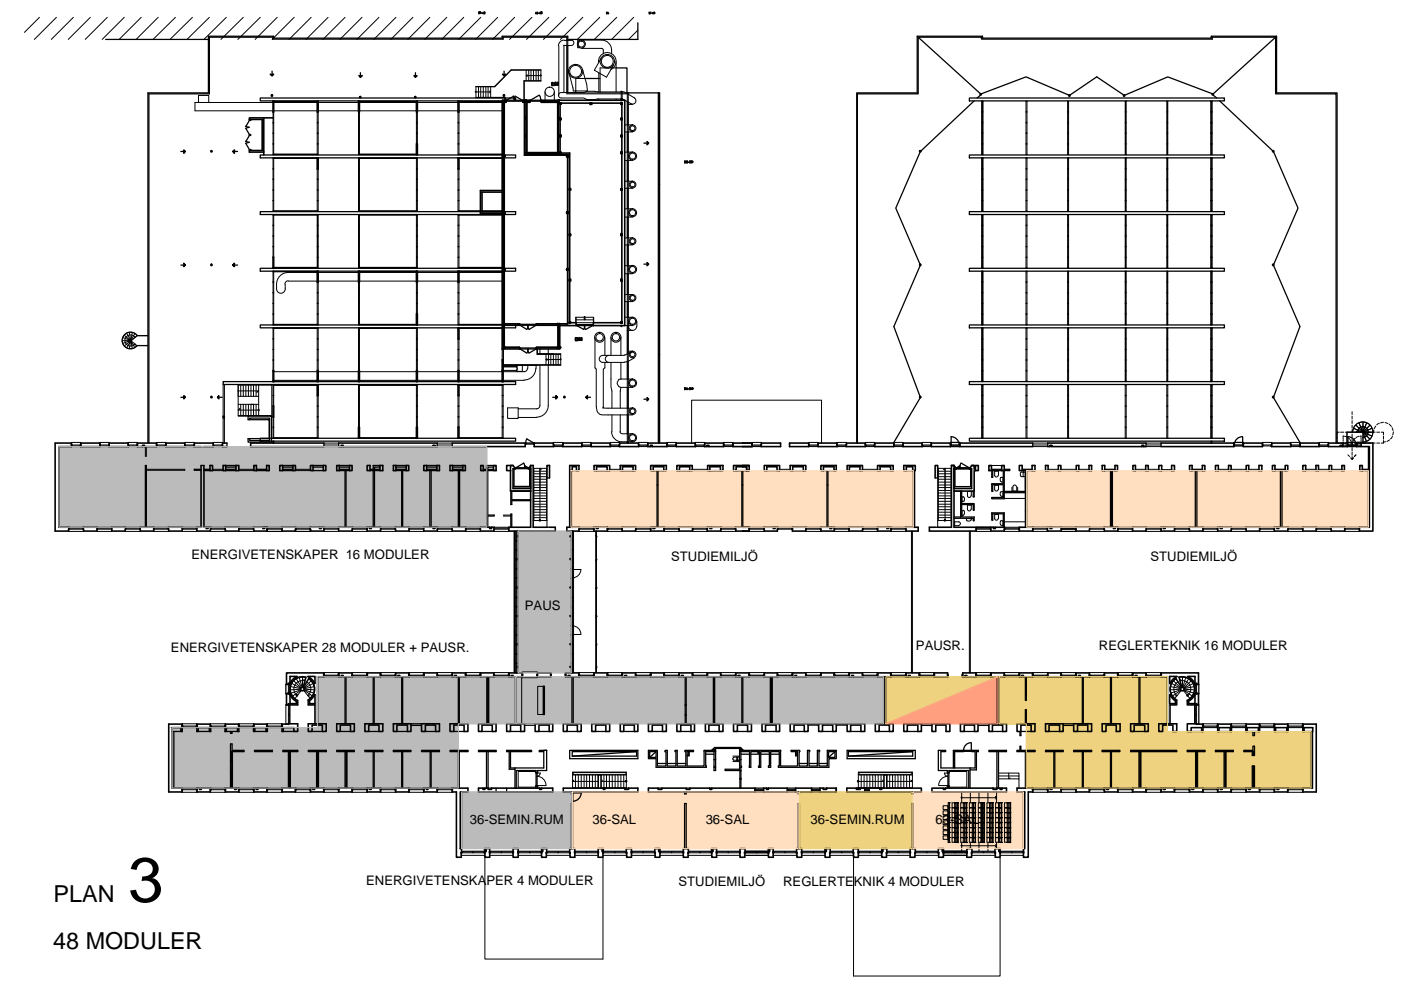 ENERGIVETENSKAPER 16 MODULER
STUDIEMILJÖ
STUDIEMILJÖ
PAUS
ENERGIVETENSKAPER 28 MODULER + PAUSR.
PAUSR.
REGLERTEKNIK 16 MODULER
36-SEMIN.RUM
36-SAL
36-SAL
36-SEMIN.RUM
ENERGIVETENSKAPER 4 MODULER
STUDIEMILJÖ
REGLERTEKNIK 4 MODULER
PLAN 3
48 MODULER